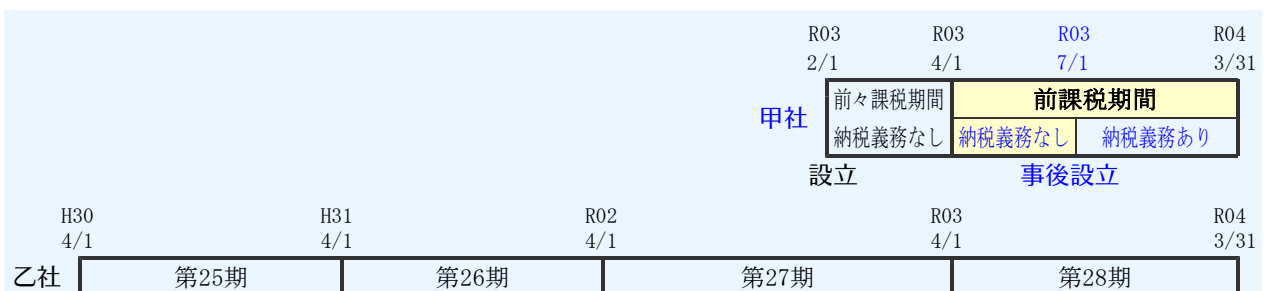 R03 R03 R03 R04
2/1 4/1 7/1 3/31
前々課税期間 前課税期間
甲社
納税義務なし 納税義務なし 納税義務あり
設立 事後設立
H30 H31 R02 R03 R04
4/1 4/1 4/1 4/1 3/31
乙社 第25期 第26期 第27期 第28期